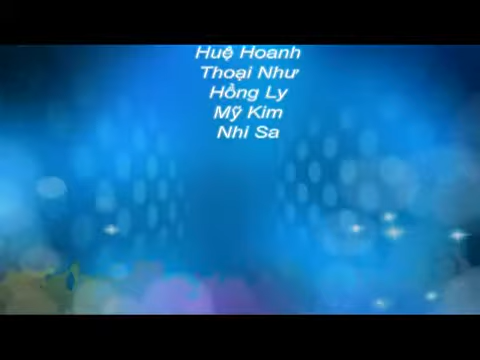 Huệ Hoanh
Thoại Như
Hồng Ly
Mỹ Kim
Nhi Sa